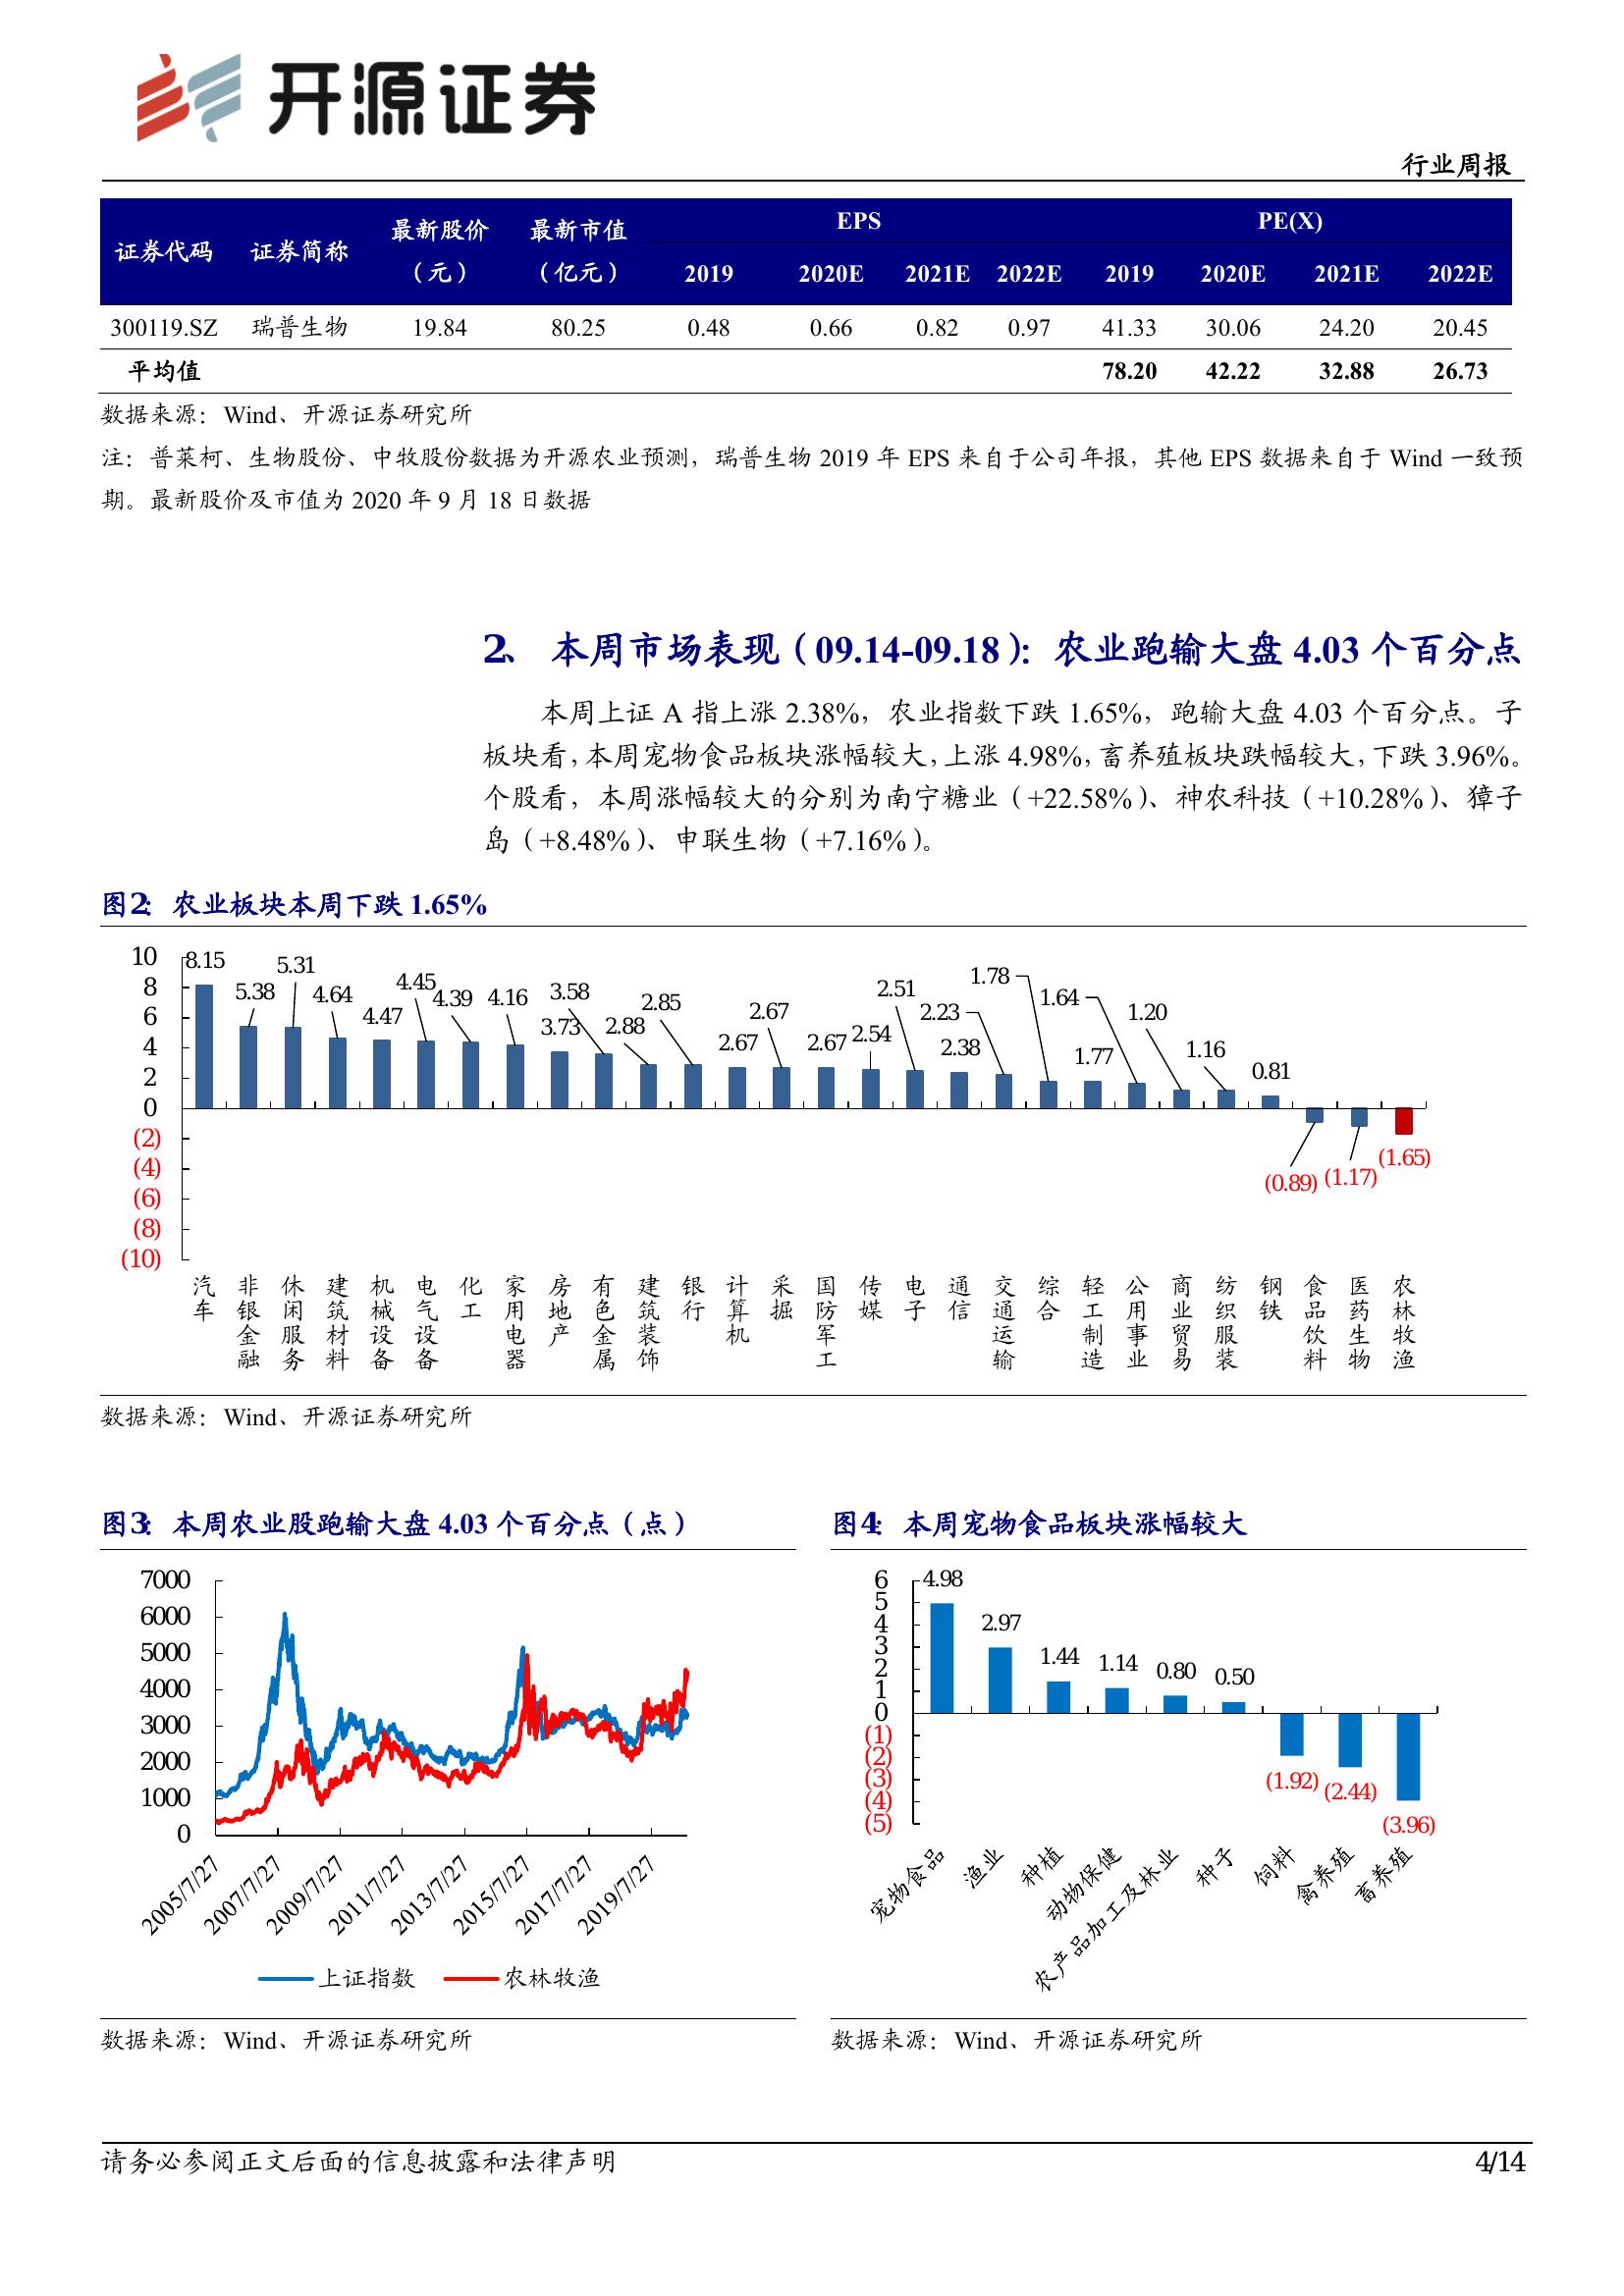 开源证券
行业周报
证券代码 证券简称 最新股价（元） 最新市值（亿元） EPS PE(X)
2019 2020E 2021E 2022E 2019 2020E 2021E 2022E
300119.SZ 瑞普生物 19.84 80.25 0.48 0.66 0.82 0.97 41.33 30.06 24.20 20.45
平均值 78.20 42.22 32.88 26.73
数据来源：Wind、开源证券研究所
注：普莱柯、生物股份、中牧股份数据为开源农业预测，瑞普生物 2019 年 EPS 来自于公司年报，其他 EPS 数据来自于 Wind 一致预
期。最新股价及市值为 2020 年 9 月 18 日数据
2、 本周市场表现（09.14-09.18）：农业跑输大盘 4.03 个百分点
本周上证 A 指上涨 2.38%，农业指数下跌 1.65%，跑输大盘 4.03 个百分点。子
板块看，本周宠物食品板块涨幅较大，上涨 4.98%，畜养殖板块跌幅较大，下跌 3.96%。
个股看，本周涨幅较大的分别为南宁糖业（+22.58%）、神农科技（+10.28%）、獐子
岛（+8.48%）、申联生物（+7.16%）。
图2：农业板块本周下跌 1.65%
10
8
6
4
2
0
(2)
(4)
(6)
(8)
(10)
8.15 5.38 5.31 4.64 4.47 4.45 4.39 4.16 3.73 3.58 2.88 2.85 2.67 2.67 2.67 2.54 2.51 2.38 2.23 1.78 1.77 1.64 1.20 1.16 0.81 (0.89) (1.17) (1.65)
汽车 非银金融 休闲服务 建筑材料 机械设备 电气设备 化工 家用电器 房地产 有色金属 建筑装饰 银行 计算机 采掘 国防军工 传媒 电子 通信 交通运输 综合 轻工制造 公用事业 商业贸易 纺织服装 钢铁 食品饮料 医药生物 农林牧渔
数据来源：Wind、开源证券研究所
图3：本周农业股跑输大盘 4.03 个百分点（点）
7000
6000
5000
4000
3000
2000
1000
0
2005/7/27 2007/7/27 2009/7/27 2011/7/27 2013/7/27 2015/7/27 2017/7/27 2019/7/27
上证指数 农林牧渔
数据来源：Wind、开源证券研究所
图4：本周宠物食品板块涨幅较大
6
5
4
3
2
1
0
(1)
(2)
(3)
(4)
(5)
4.98 2.97 1.44 1.14 0.80 0.50 (1.92) (2.44) (3.96)
宠物食品 渔业 种植 动物保健 农产品加工及林业 种子 饲料 禽养殖 畜养殖
数据来源：Wind、开源证券研究所
请务必参阅正文后面的信息披露和法律声明
4/14